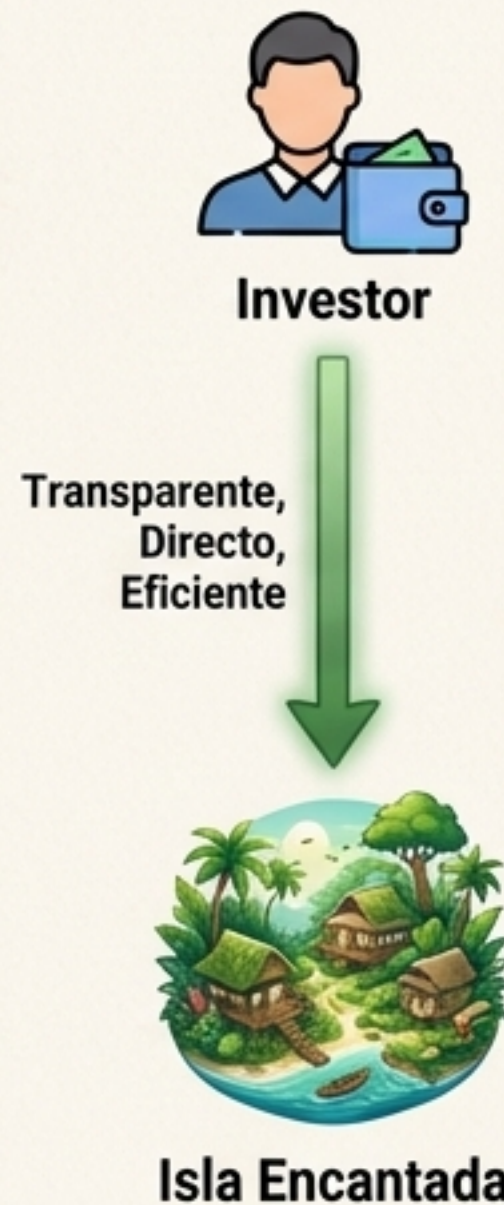 Investor
Transparente,
Directo,
Eficiente
Isla Encantada